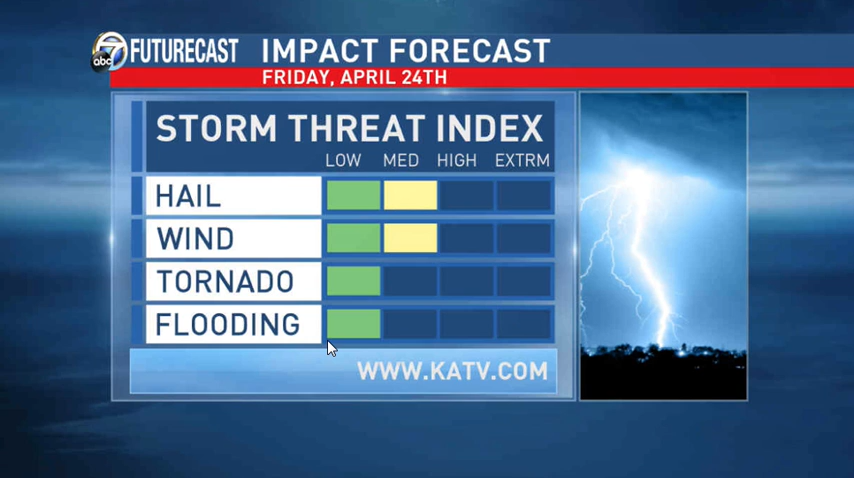 7 abc FUTURECAST IMPACT FORECAST
FRIDAY, APRIL 24TH
STORM THREAT INDEX
LOW MED HIGH EXTRM
HAIL
WIND
TORNADO
FLOODING
WWW.KATV.COM